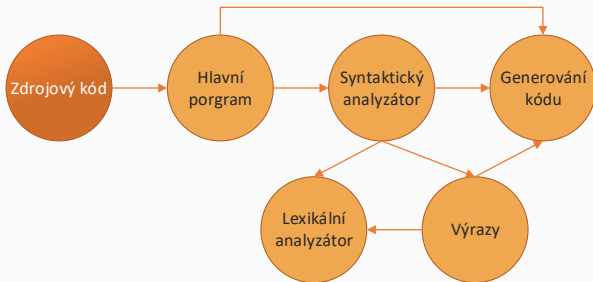 Zdrojový kód
Hlavní
porgram
Syntaktický
analyzátor
Generování
kódu
Lexikální
analyzátor
Výrazy